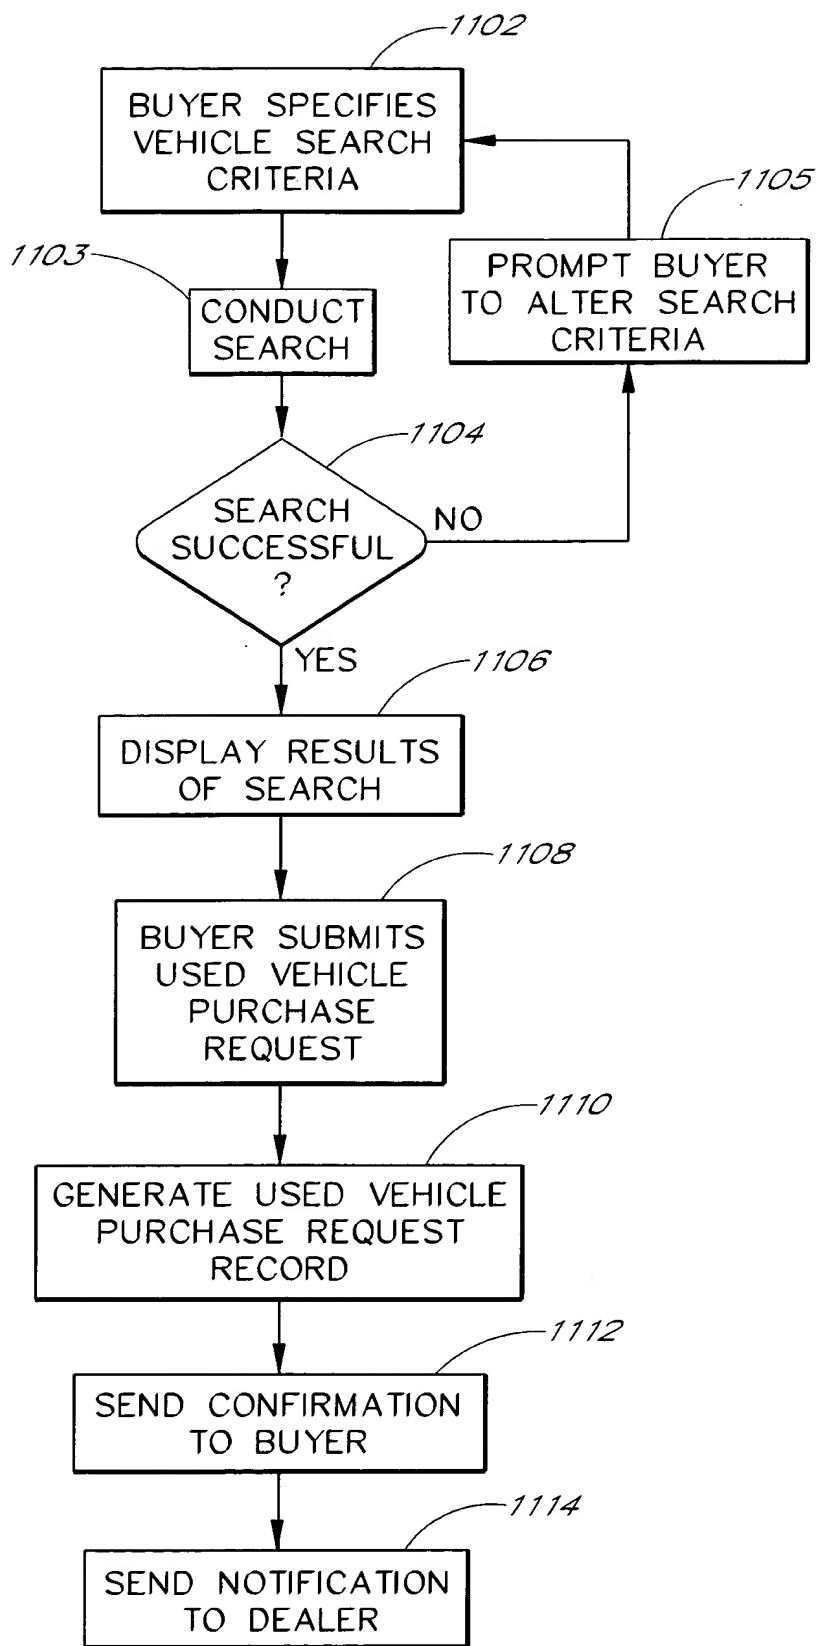 1102
BUYER SPECIFIES
VEHICLE SEARCH
CRITERIA
1105
PROMPT BUYER
TO ALTER SEARCH
CRITERIA
1103
CONDUCT
SEARCH
1104
SEARCH
SUCCESSFUL
?
NO
YES
1106
DISPLAY RESULTS
OF SEARCH
1108
BUYER SUBMITS
USED VEHICLE
PURCHASE
REQUEST
1110
GENERATE USED VEHICLE
PURCHASE REQUEST
RECORD
1112
SEND CONFIRMATION
TO BUYER
1114
SEND NOTIFICATION
TO DEALER